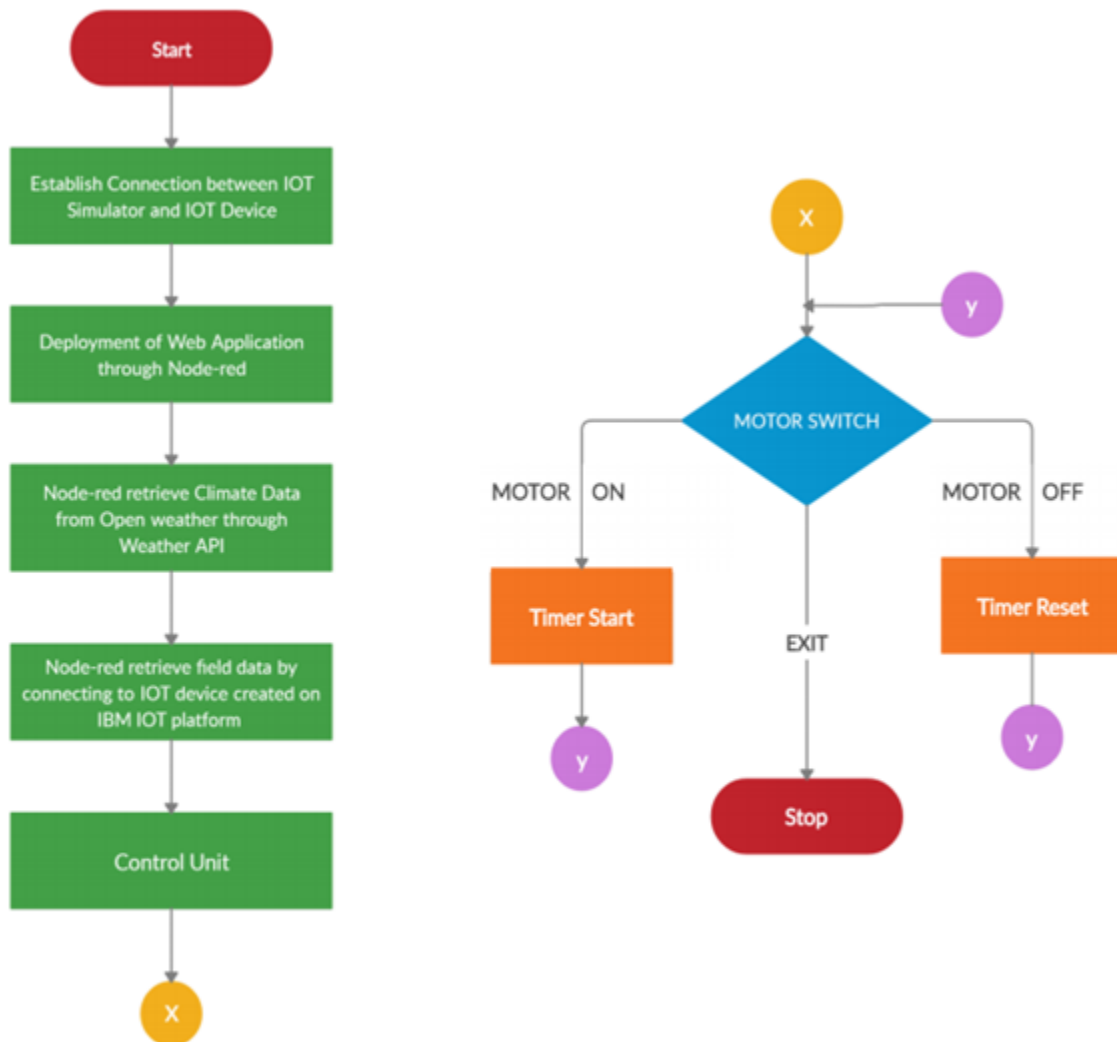 Start
Establish Connection between IOT
Simulator and IOT Device
Deployment of Web Application
through Node-red
Node-red retrieve Climate Data
from Open weather through
Weather API
Node-red retrieve field data by
connecting to IOT device created on
IBM IOT platform
Control Unit
X
X
y
MOTOR SWITCH
MOTOR ON
MOTOR OFF
Timer Start
Timer Reset
EXIT
y
y
Stop